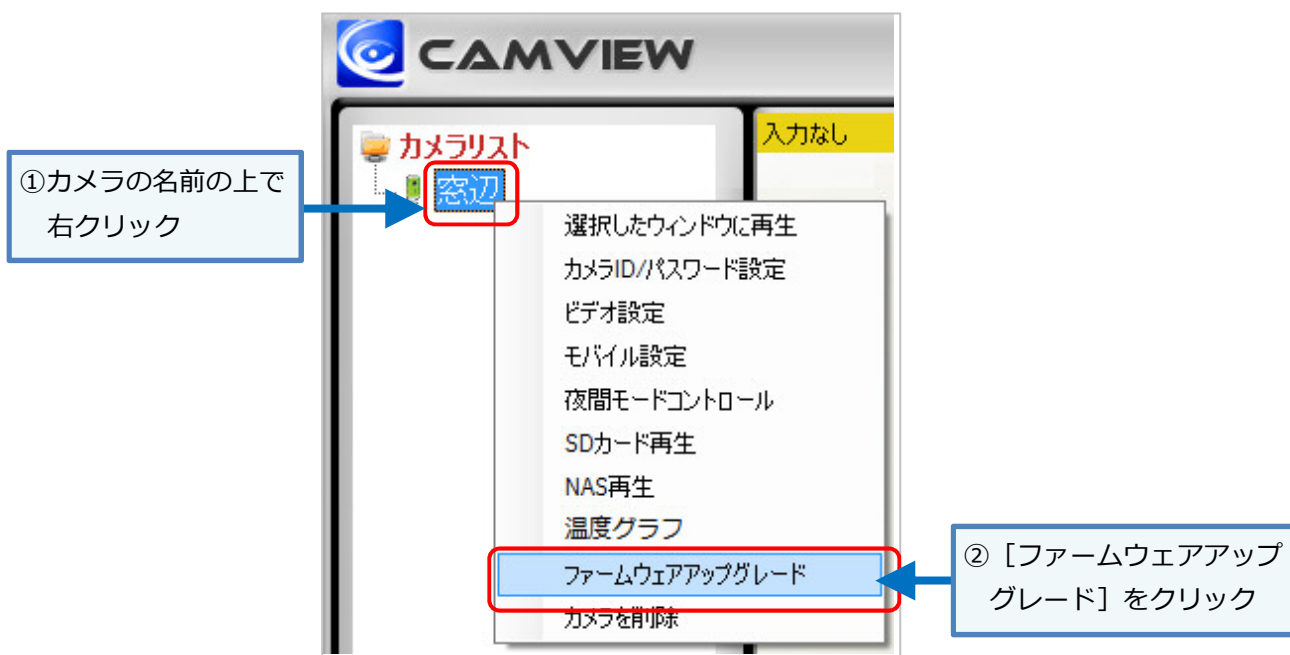 CAMVIEW
カメラリスト
窓辺
入力なし
①カメラの名前の上で
右クリック
選択したウィンドウに再生
カメラID/パスワード設定
ビデオ設定
モバイル設定
夜間モードコントロール
SDカード再生
NAS再生
温度グラフ
ファームウェアアップグレード
カメラを削除
②［ファームウェアアップ
グレード］をクリック